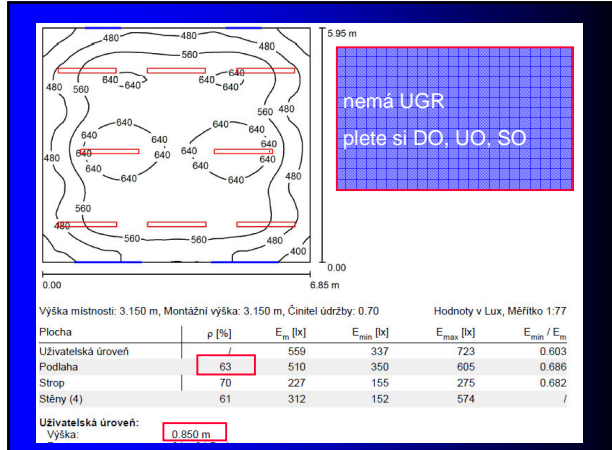 480
480
480
5.95 m
560
640
640
640
640
480
560
480
560
640
640
640
640
640
640
640
640
480
480
640
640
640
640
560
560
480
560
560
480
400
0.00
0.00
6.85 m
nemá UGR
plete si DO, UO, SO
Výška místnosti: 3.150 m, Montážní výška: 3.150 m, Činitel údržby: 0.70 Hodnoty v Lux, Měřítko 1:77
Plocha ρ [%] Em [lx] Emin [lx] Emax [lx] Emin / Em
Uživatelská úroveň / 559 337 723 0.603
Podlaha 63 510 350 605 0.686
Strop 70 227 155 275 0.682
Stěny (4) 61 312 152 574 /
Uživatelská úroveň:
Výška: 0.850 m